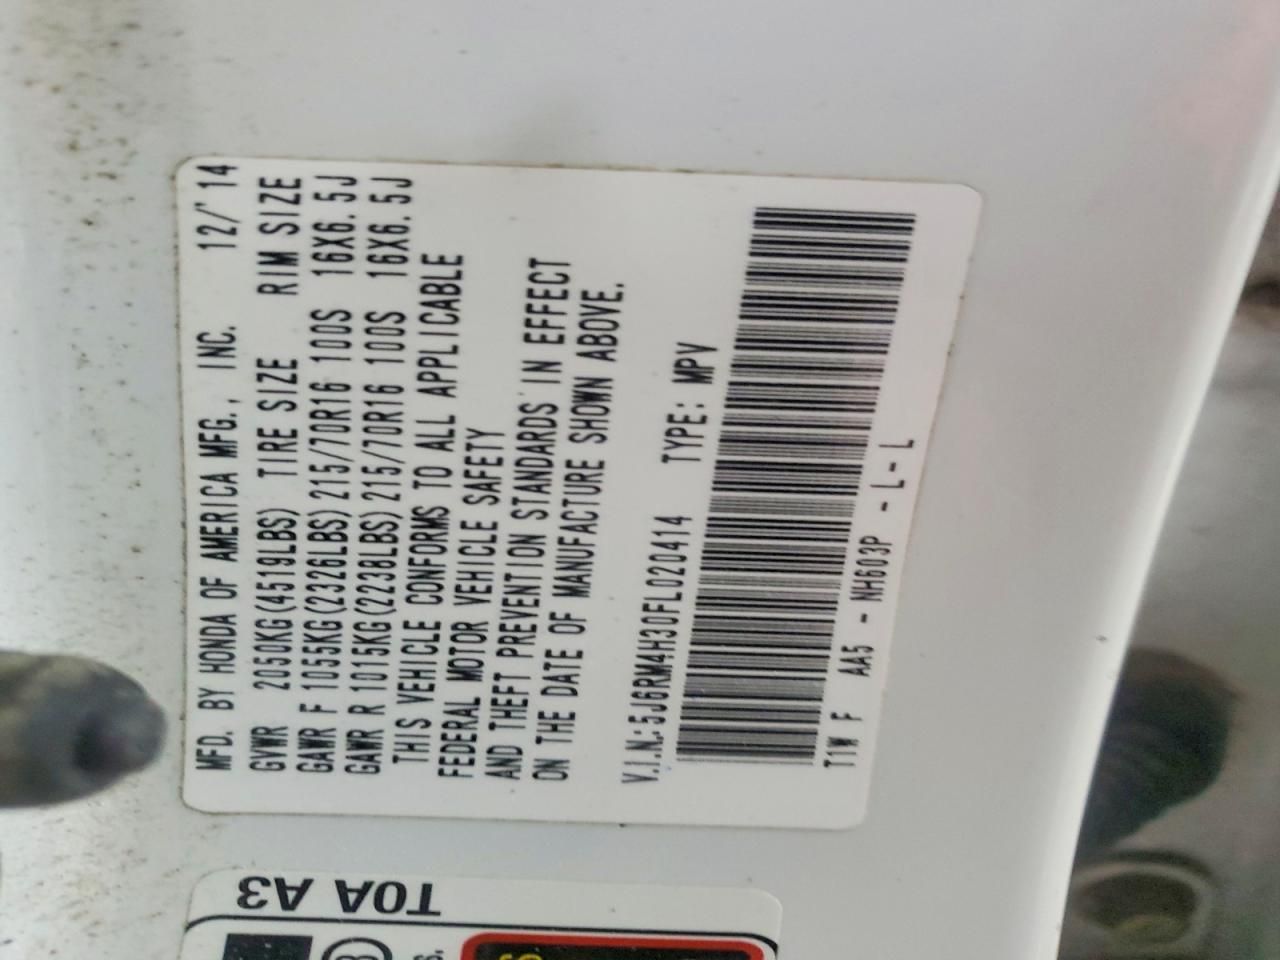 MFD. BY HONDA OF AMERICA MFG., INC. 12/'14
GVWR 2050KG(4519LBS) TIRE SIZE RIM SIZE
GAWR F 1055KG(2326LBS) 215/70R16 100S 16X6.5J
GAWR R 1015KG(2238LBS) 215/70R16 100S 16X6.5J
THIS VEHICLE CONFORMS TO ALL APPLICABLE
FEDERAL MOTOR VEHICLE SAFETY
AND THEFT PREVENTION STANDARDS IN EFFECT
ON THE DATE OF MANUFACTURE SHOWN ABOVE.
V.I.N.:5J6RM4H30FL020414 TYPE: MPV
T1W F AA5 - NH603P - L-L
T0A A3